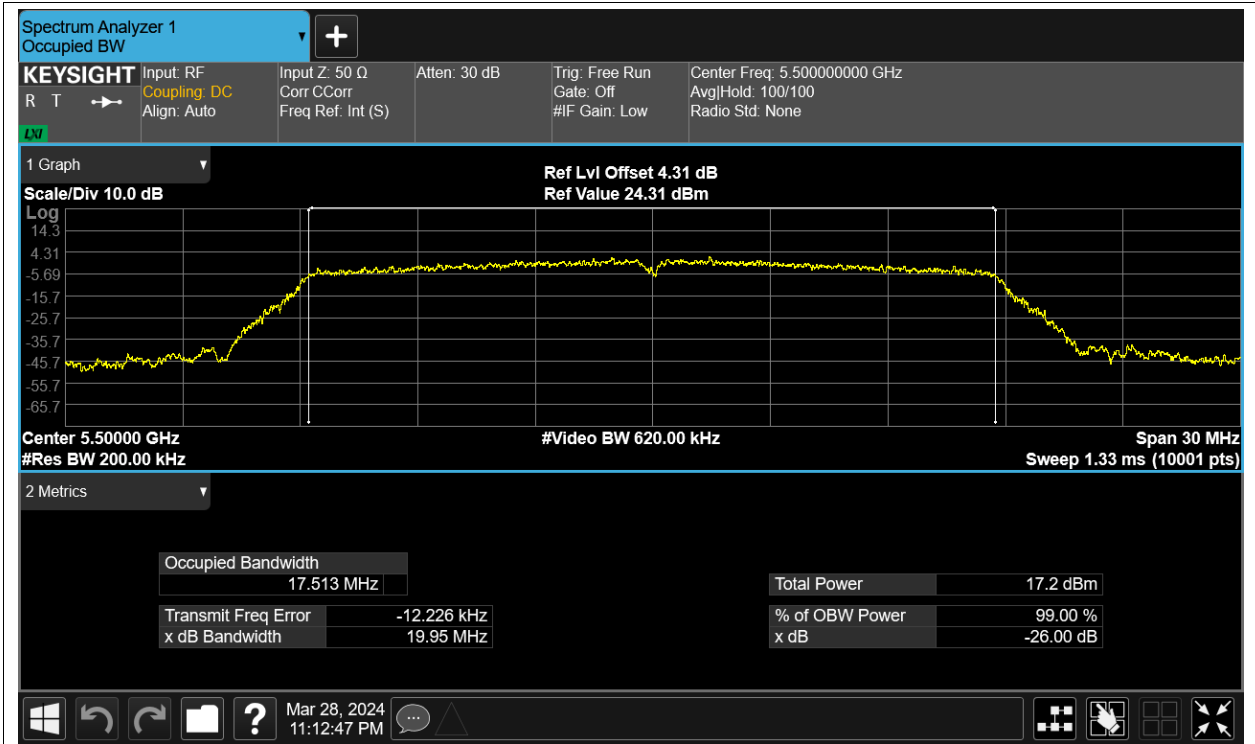 Spectrum Analyzer 1
Occupied BW
KEYSIGHT
R T
LXI
Input: RF
Coupling: DC
Align: Auto
Input Z: 50 Ω
Corr CCorr
Freq Ref: Int (S)
Atten: 30 dB
Trig: Free Run
Gate: Off
#IF Gain: Low
Center Freq: 5.500000000 GHz
Avg|Hold: 100/100
Radio Std: None
1 Graph
Scale/Div 10.0 dB
Ref Lvl Offset 4.31 dB
Ref Value 24.31 dBm
Log
14.3
4.31
-5.69
-15.7
-25.7
-35.7
-45.7
-55.7
-65.7
Center 5.50000 GHz
#Video BW 620.00 kHz
Span 30 MHz
#Res BW 200.00 kHz
Sweep 1.33 ms (10001 pts)
2 Metrics
Occupied Bandwidth
17.513 MHz
Total Power 17.2 dBm
Transmit Freq Error -12.226 kHz
% of OBW Power 99.00 %
x dB Bandwidth 19.95 MHz
x dB -26.00 dB
?
Mar 28, 2024
11:12:47 PM